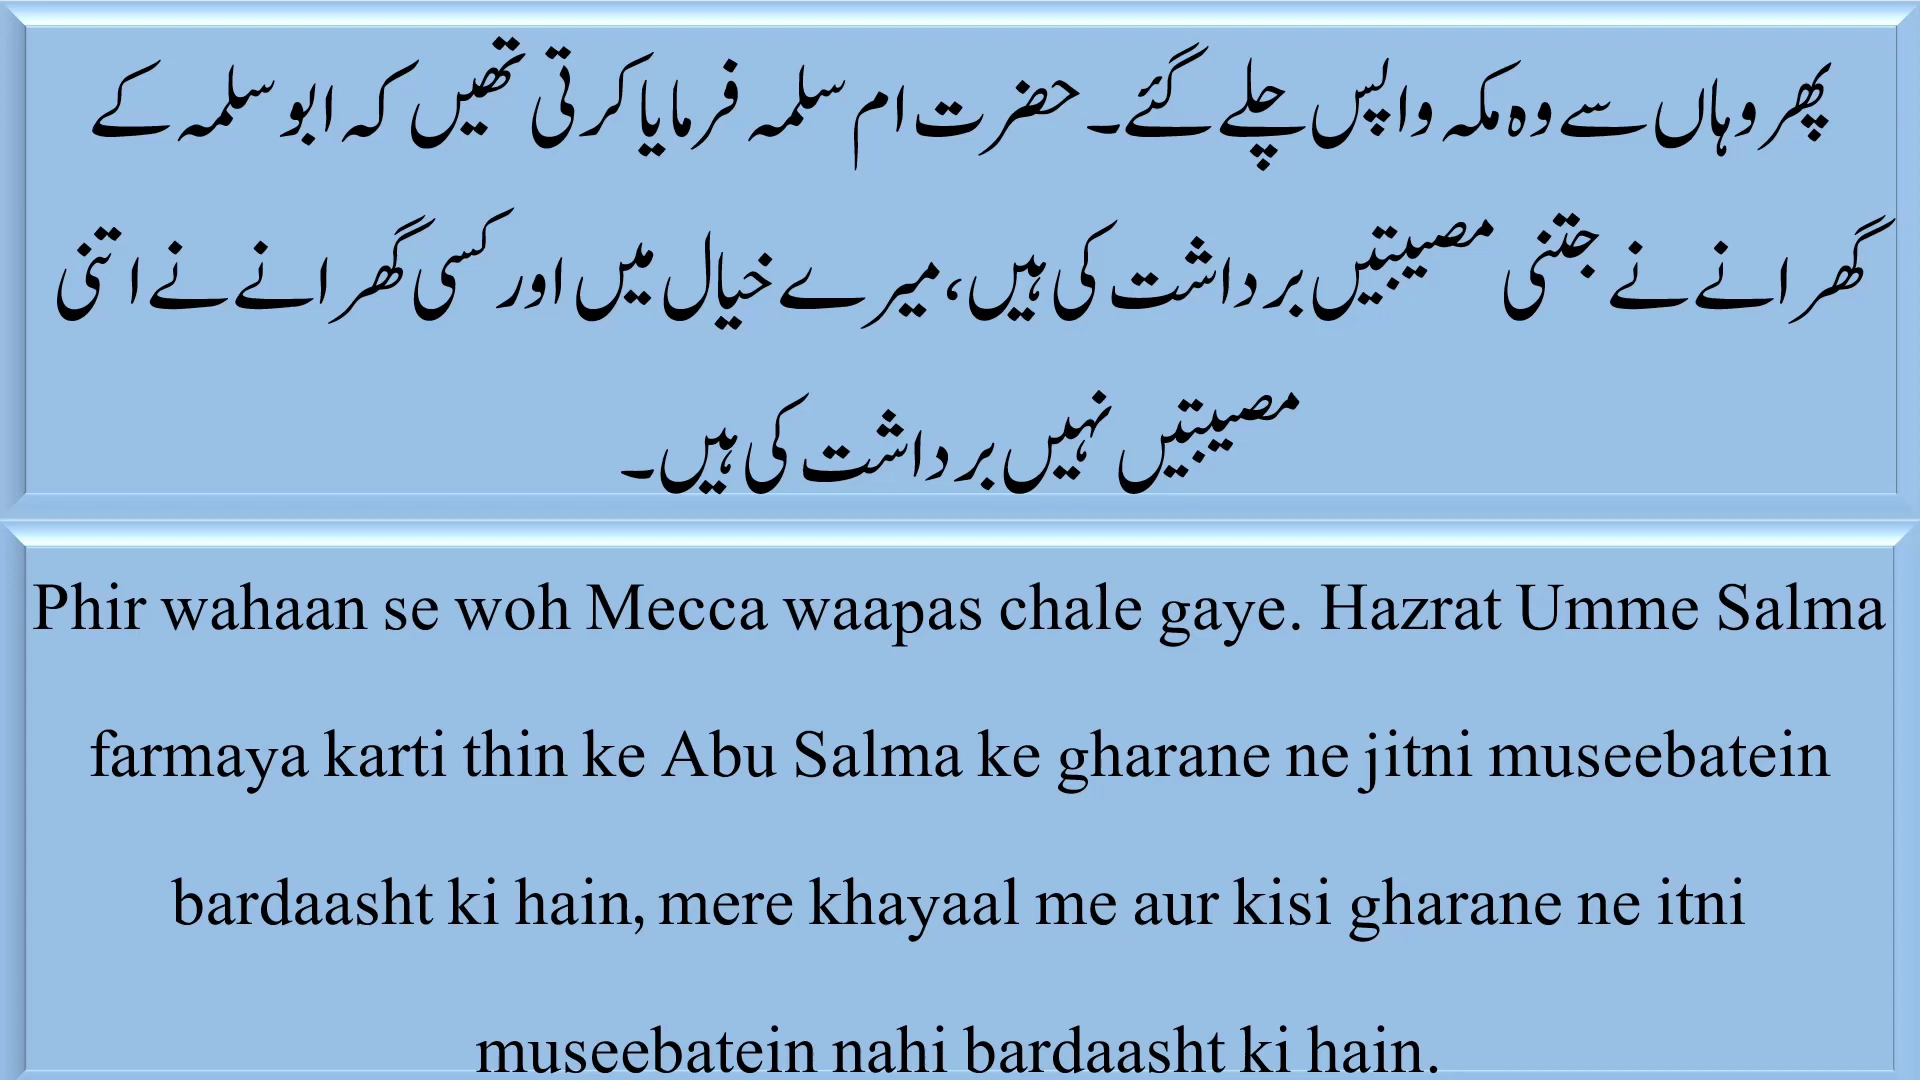 پھر وہاں سے وہ مکہ واپس چلے گئے۔ حضرت ام سلمہ فرمایا کرتی تھیں کہ ابو سلمہ کے
گھرانے نے جتنی مصیبتیں برداشت کی ہیں، میرے خیال میں اور کسی گھرانے نے اتنی
مصیبتیں نہیں برداشت کی ہیں۔
Phir wahaan se woh Mecca waapas chale gaye. Hazrat Umme Salma
farmaya karti thin ke Abu Salma ke gharane ne jitni museebatein
bardaasht ki hain, mere khayaal me aur kisi gharane ne itni
museebatein nahi bardaasht ki hain.